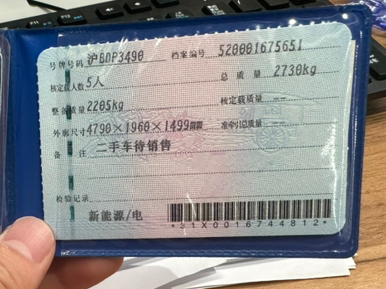 号牌号码 沪BDP3490 档案编号 520001675651
核定载人数 5人 总质量 2730kg
整备质量 2205kg 核定载质量 --
外廓尺寸 4790×1960×1499mm 准牵引总质量 --
备注 二手车待销售
检验记录
新能源/电
*31X0016744812*